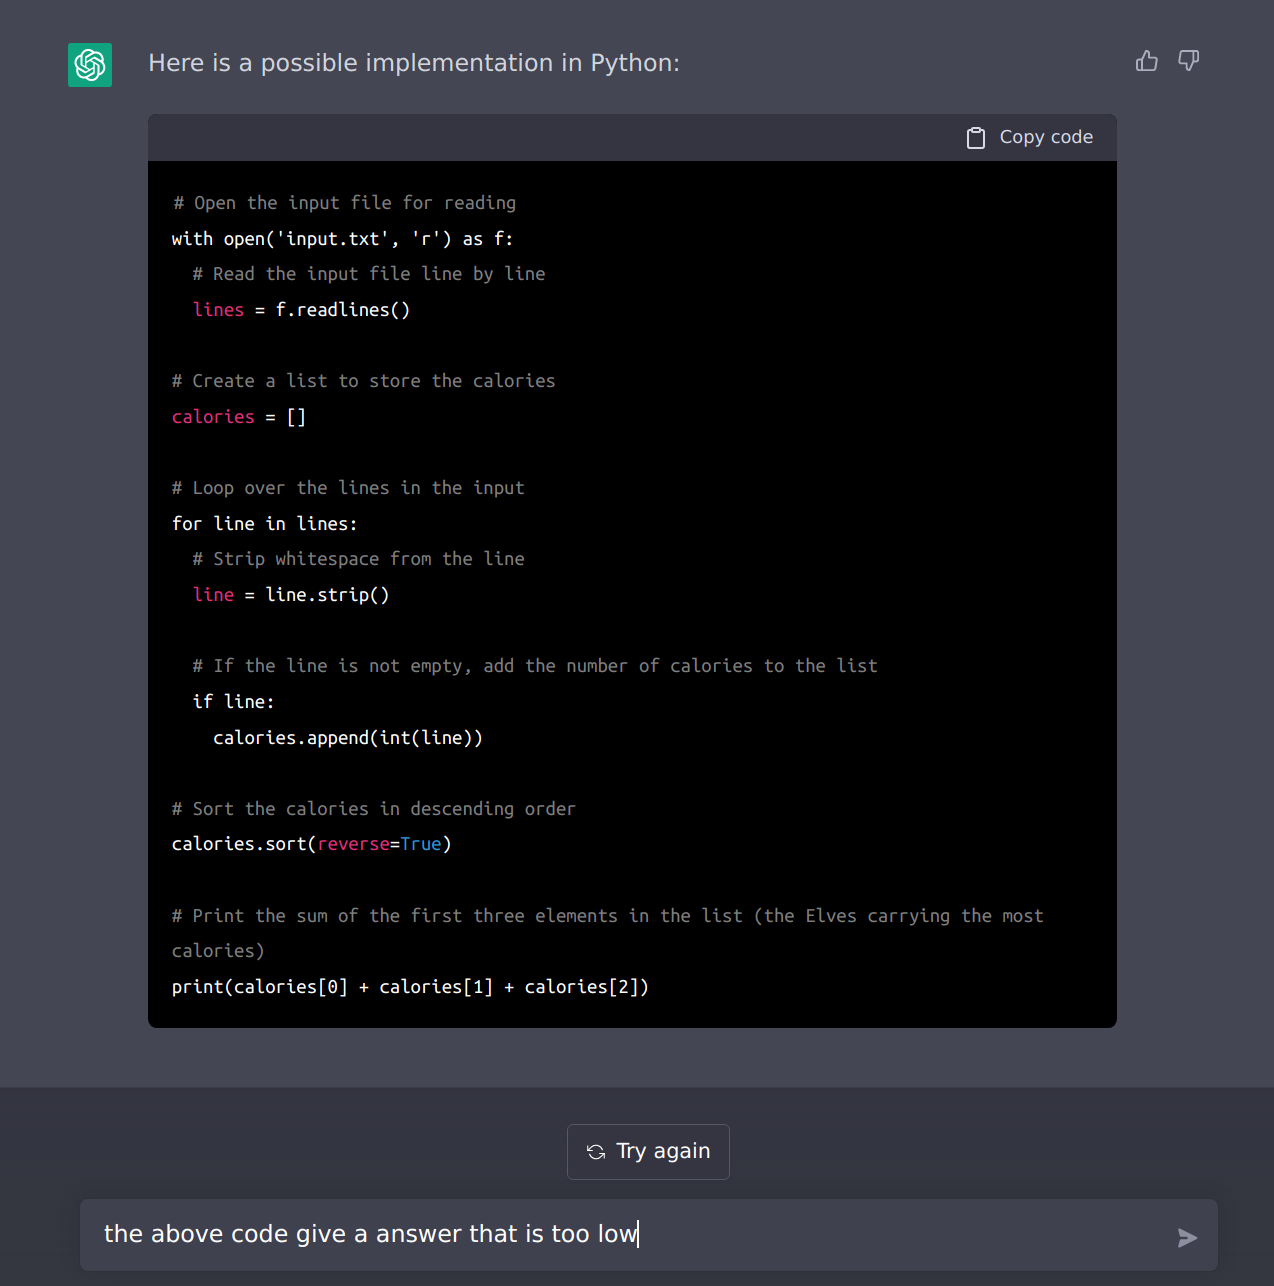 Here is a possible implementation in Python:
Copy code
# Open the input file for reading
with open('input.txt', 'r') as f:
  # Read the input file line by line
  lines = f.readlines()
# Create a list to store the calories
calories = []
# Loop over the lines in the input
for line in lines:
  # Strip whitespace from the line
  line = line.strip()
  # If the line is not empty, add the number of calories to the list
  if line:
    calories.append(int(line))
# Sort the calories in descending order
calories.sort(reverse=True)
# Print the sum of the first three elements in the list (the Elves carrying the most
calories)
print(calories[0] + calories[1] + calories[2])
Try again
the above code give a answer that is too low